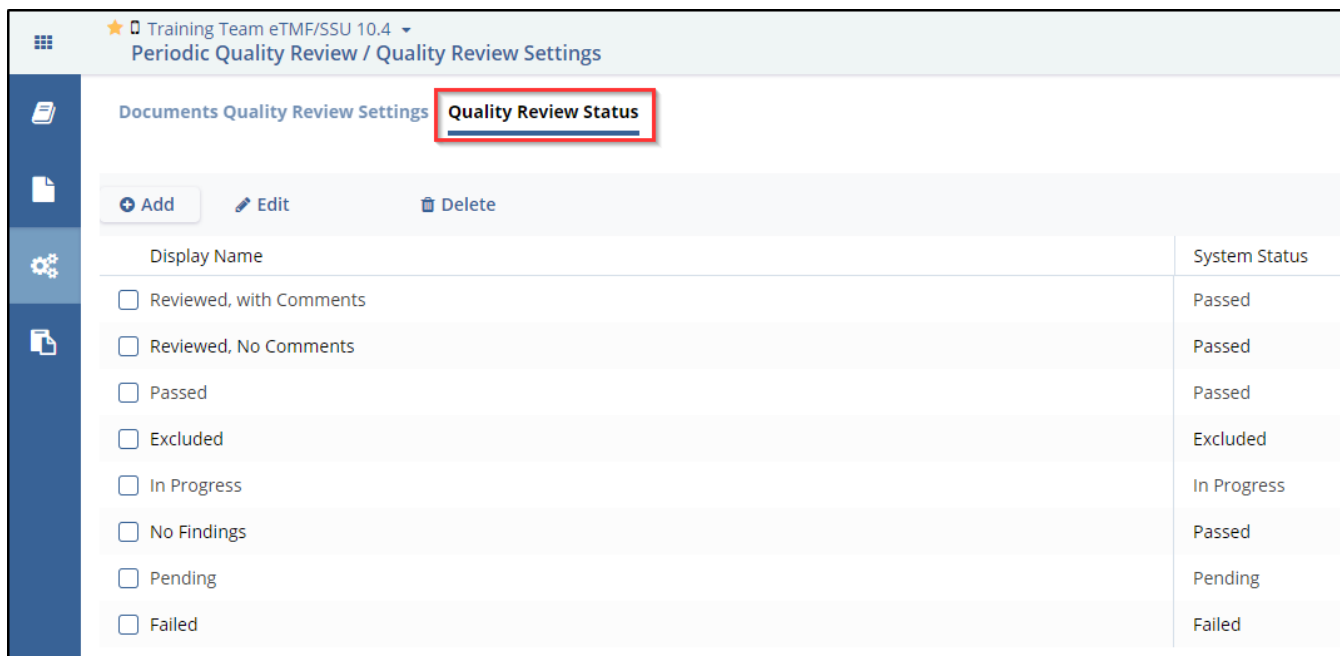 Training Team eTMF/SSU 10.4
Periodic Quality Review / Quality Review Settings
Documents Quality Review Settings Quality Review Status
Add Edit Delete
Display Name System Status
Reviewed, with Comments Passed
Reviewed, No Comments Passed
Passed Passed
Excluded Excluded
In Progress In Progress
No Findings Passed
Pending Pending
Failed Failed